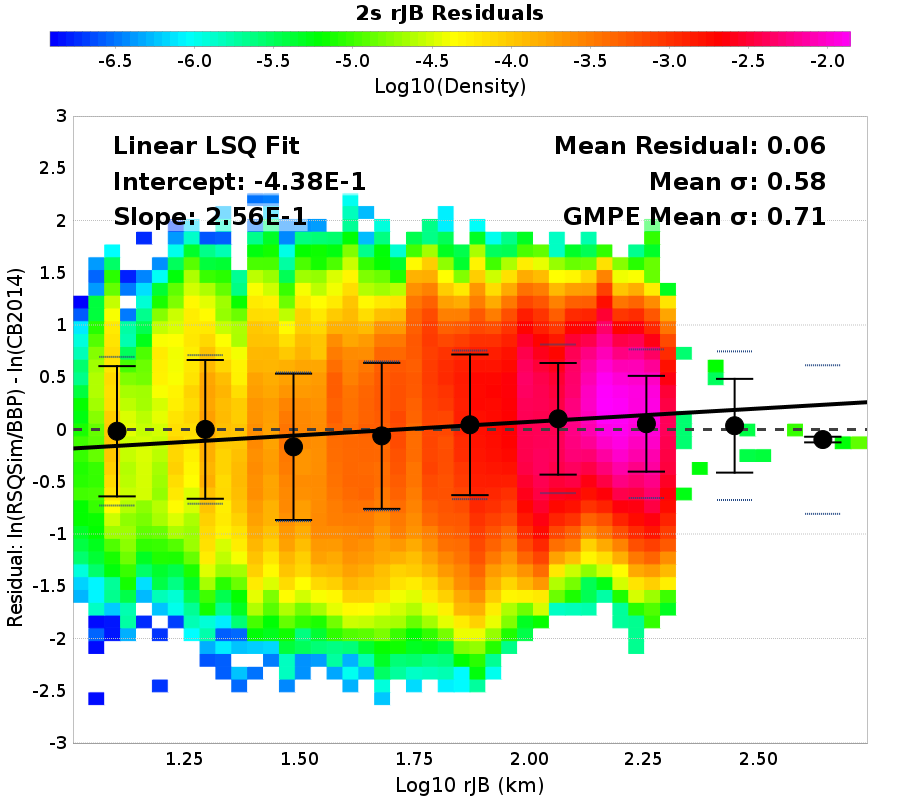 2s rJB Residuals
-6.5 -6.0 -5.5 -5.0 -4.5 -4.0 -3.5 -3.0 -2.5 -2.0
Log10(Density)
Linear LSQ Fit
Intercept: -4.38E-1
Slope: 2.56E-1
Mean Residual: 0.06
Mean σ: 0.58
GMPE Mean σ: 0.71
Residual: ln(RSQSim/BBP) - ln(CB2014)
3
2.5
2
1.5
1
0.5
0
-0.5
-1
-1.5
-2
-2.5
-3
1.25 1.50 1.75 2.00 2.25 2.50
Log10 rJB (km)